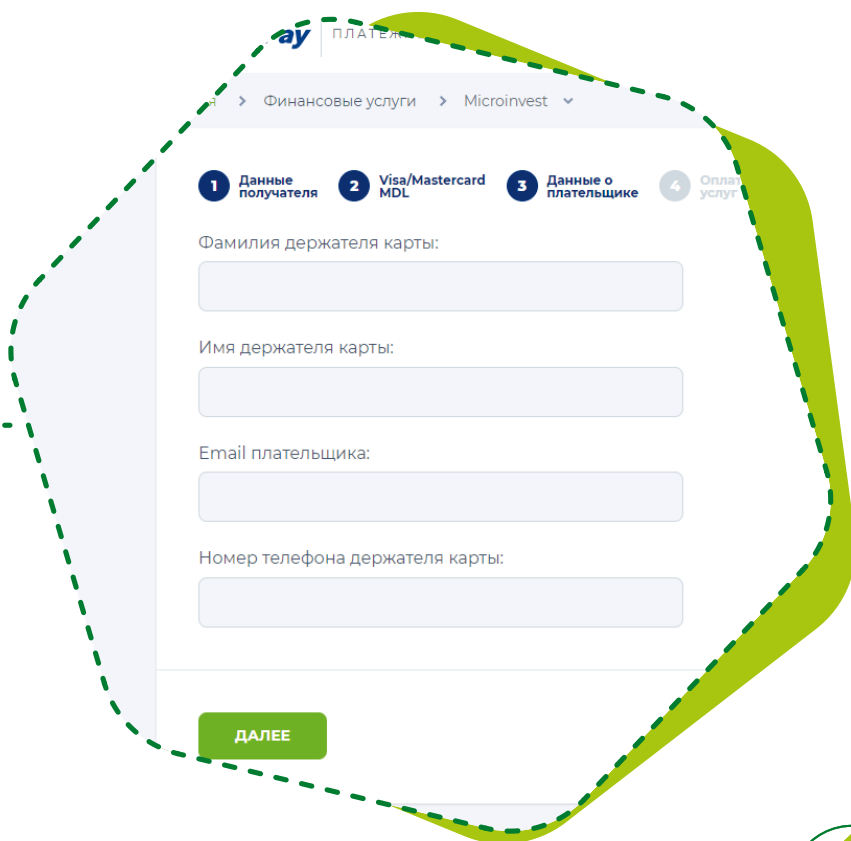 ay
> Финансовые услуги > Microinvest
1 Данные получателя 2 Visa/Mastercard MDL 3 Данные о плательщике 4
Фамилия держателя карты:
Имя держателя карты:
Email плательщика:
Номер телефона держателя карты:
ДАЛЕЕ